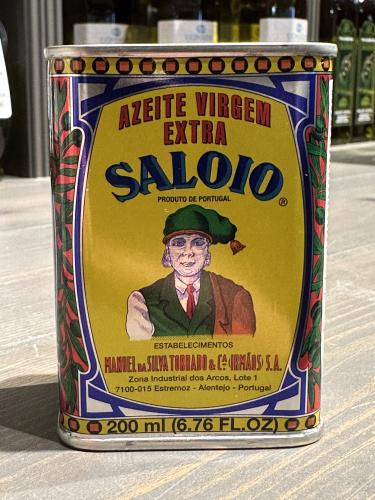 AZEITE VIRGEM
EXTRA
SALOIO
PRODUTO DE PORTUGAL
®
ESTABELECIMENTOS
MANUEL DA SILVA TORRADO & Cª (IRMÃOS) S.A.
Zona Industrial dos Arcos, Lote 1
7100-015 Estremoz - Alentejo - Portugal
200 ml (6.76 FL.OZ)